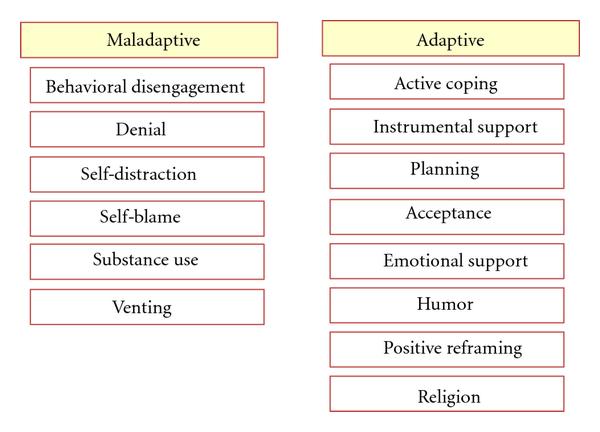 Maladaptive
Behavioral disengagement
Denial
Self-distraction
Self-blame
Substance use
Venting
Adaptive
Active coping
Instrumental support
Planning
Acceptance
Emotional support
Humor
Positive reframing
Religion